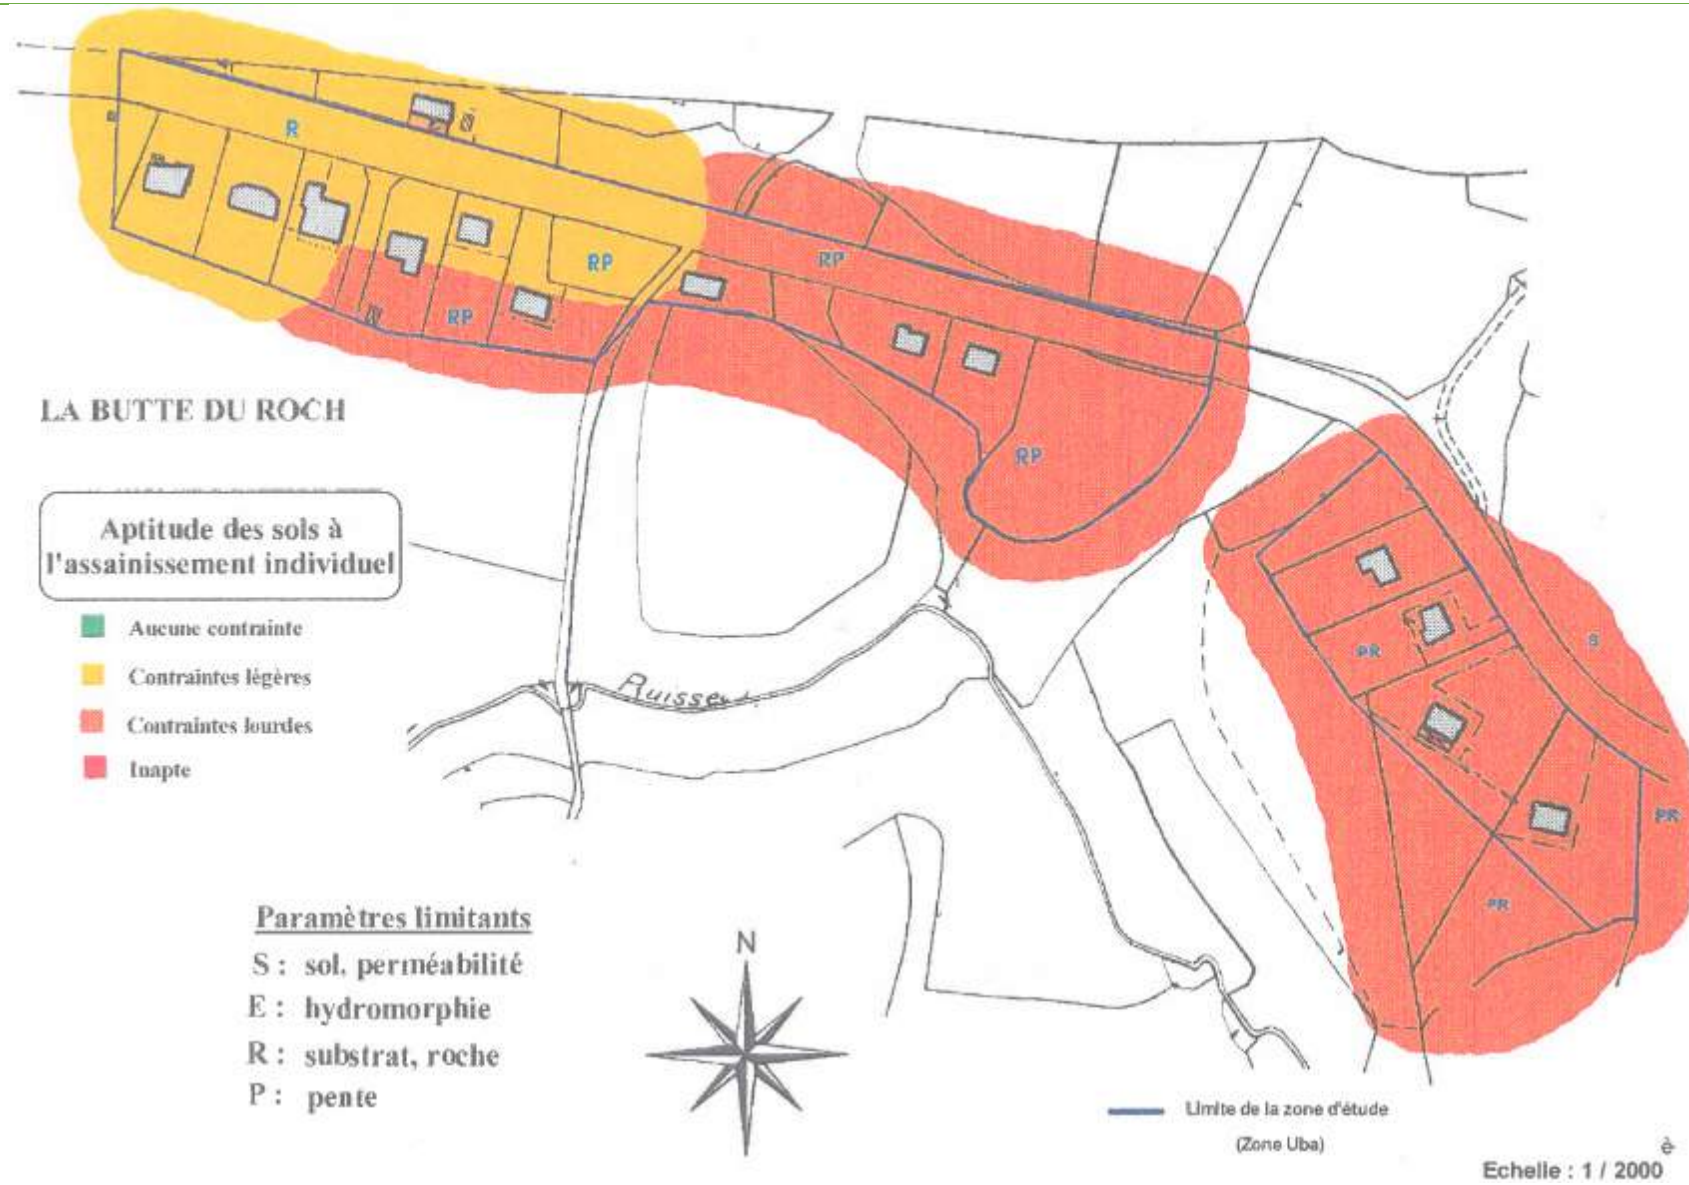 R
RP
RP
RP
RP
LA BUTTE DU ROCH
Aptitude des sols à
l'assainissement individuel
Aucune contrainte
Contraintes légères
Contraintes lourdes
Inapte
Ruisseau
S
PR
PR
PR
Paramètres limitants
S : sol, perméabilité
E : hydromorphie
R : substrat, roche
P : pente
N
Limite de la zone d'étude
(Zone Uba)
è
Echelle : 1 / 2000